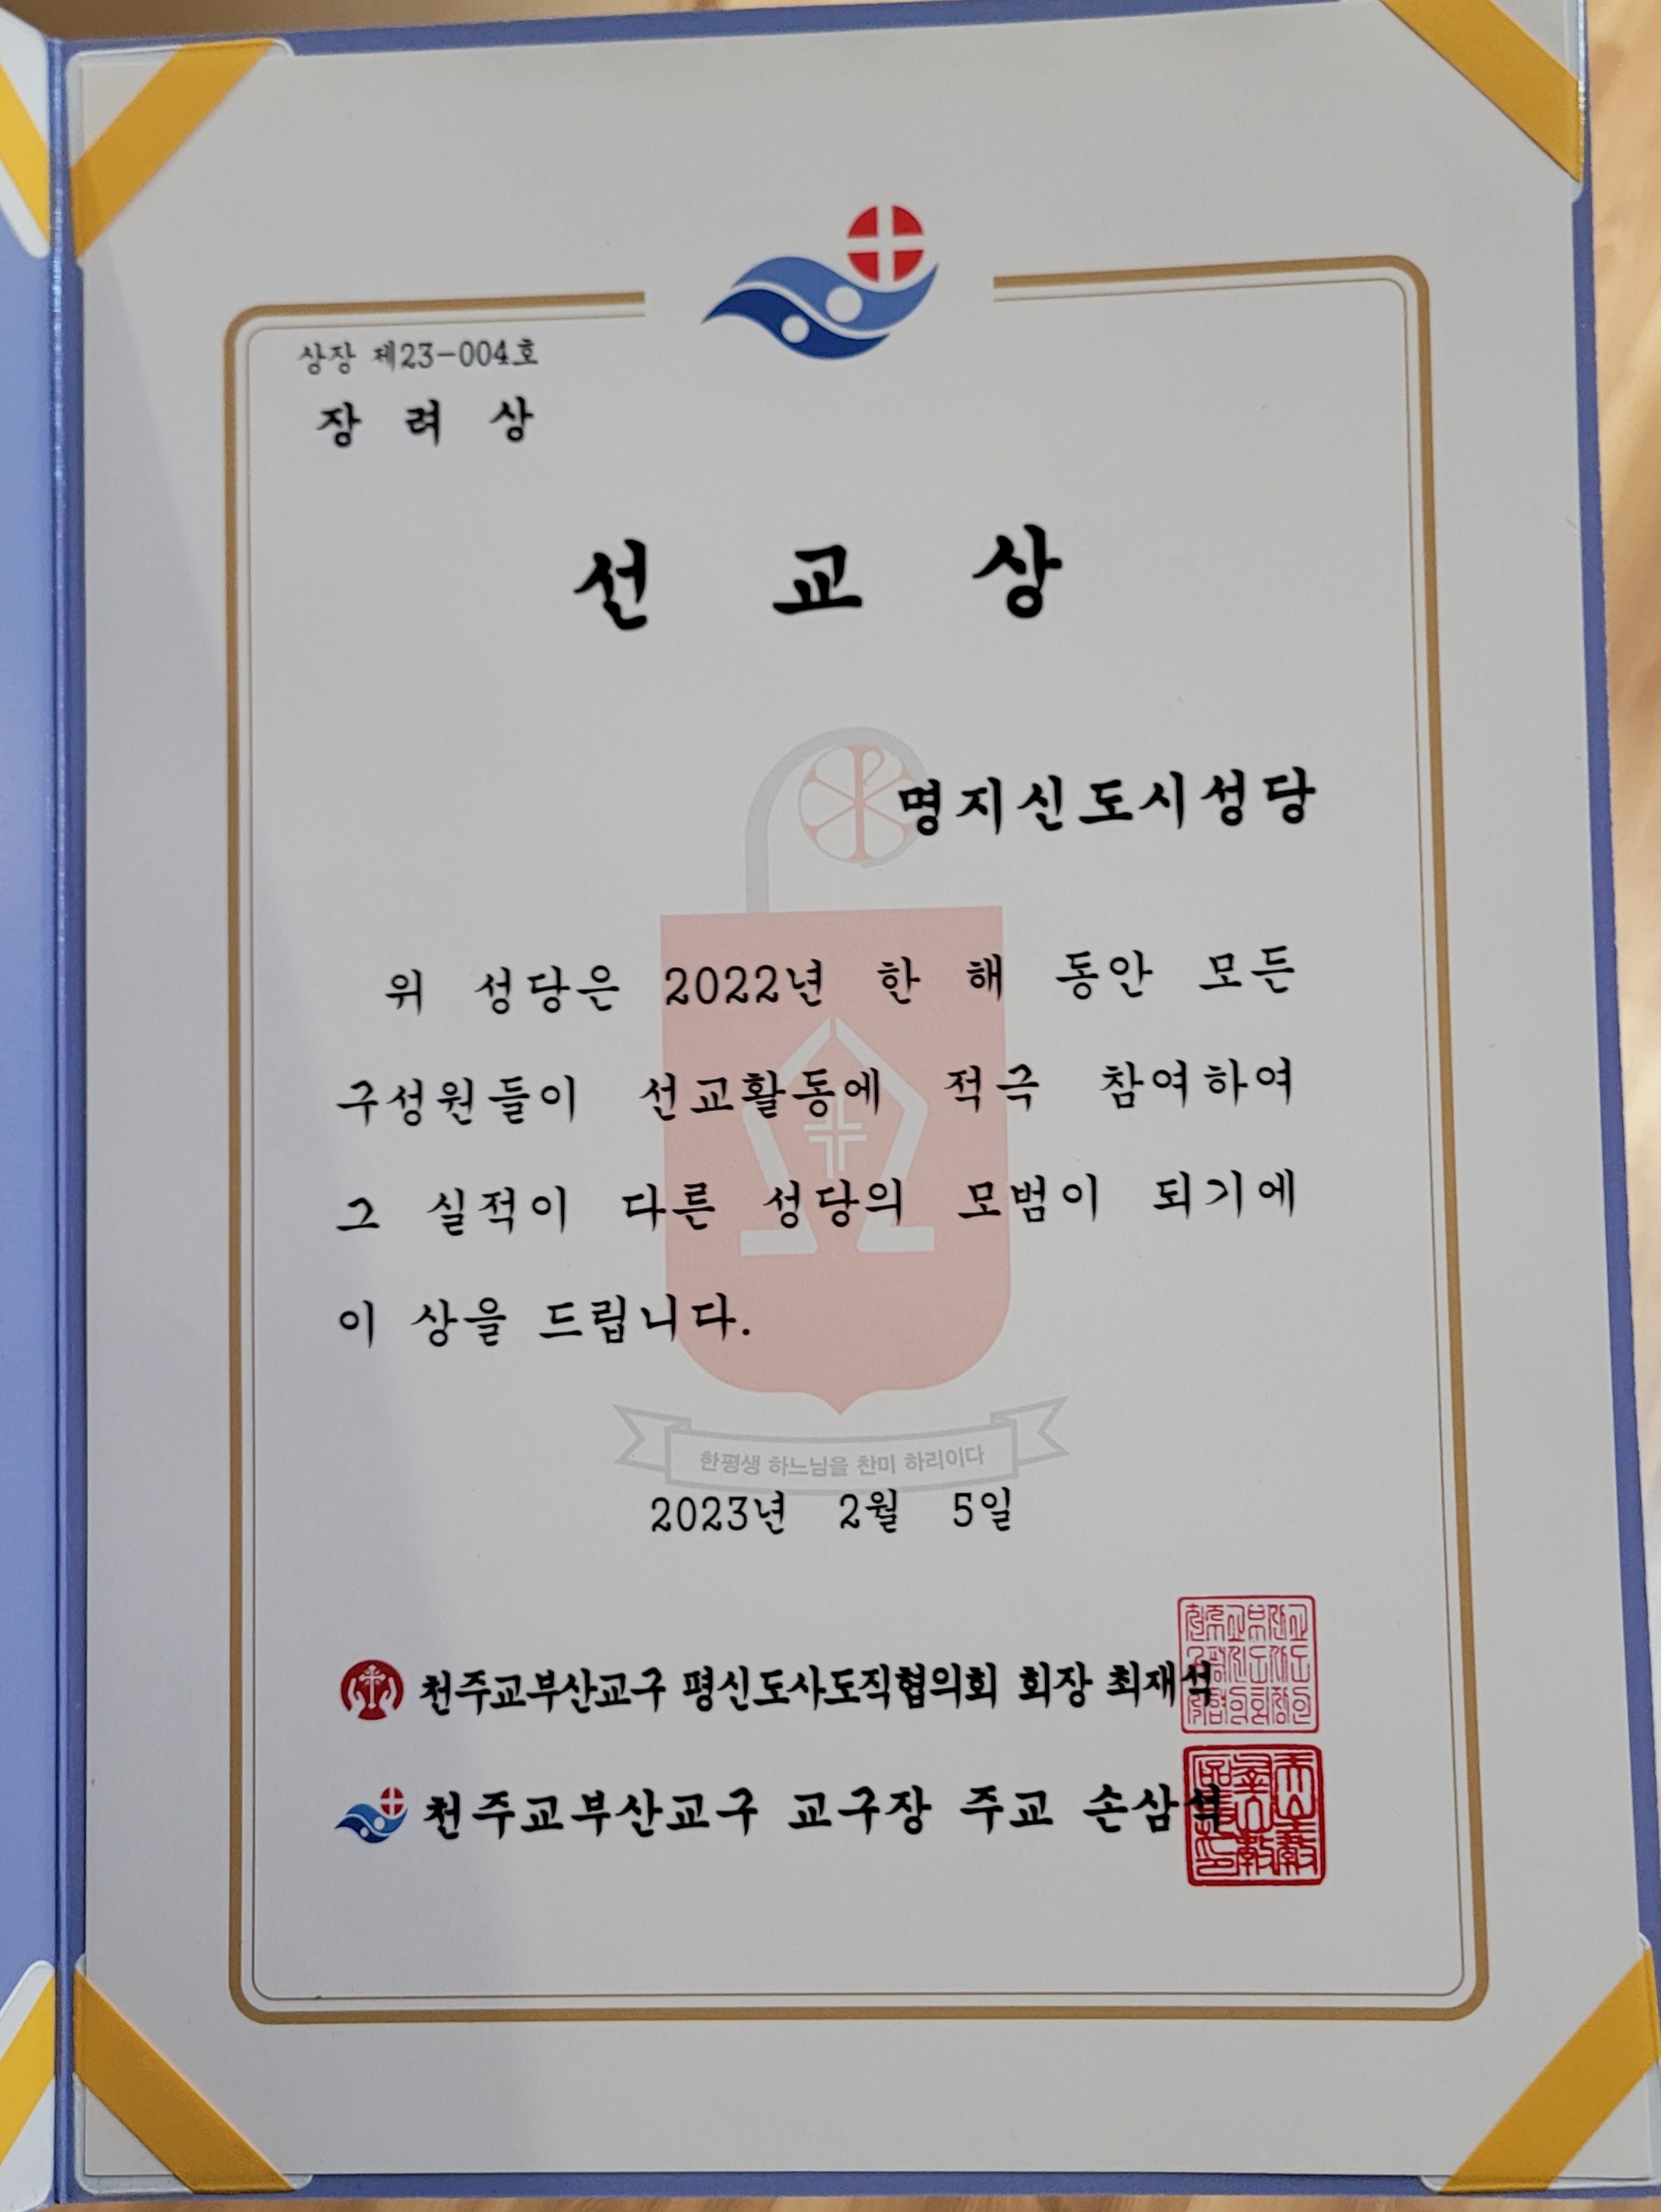 상장 제23-004호
장 려 상
선 교 상
명지신도시성당
위 성당은 2022년 한 해 동안 모든
구성원들이 선교활동에 적극 참여하여
그 실적이 다른 성당의 모범이 되기에
이 상을 드립니다.
한평생 하느님을 찬미 하리이다
2023년 2월 5일
천주교부산교구 평신도사도직협의회 회장 최재석
천주교부산교구 교구장 주교 손삼석